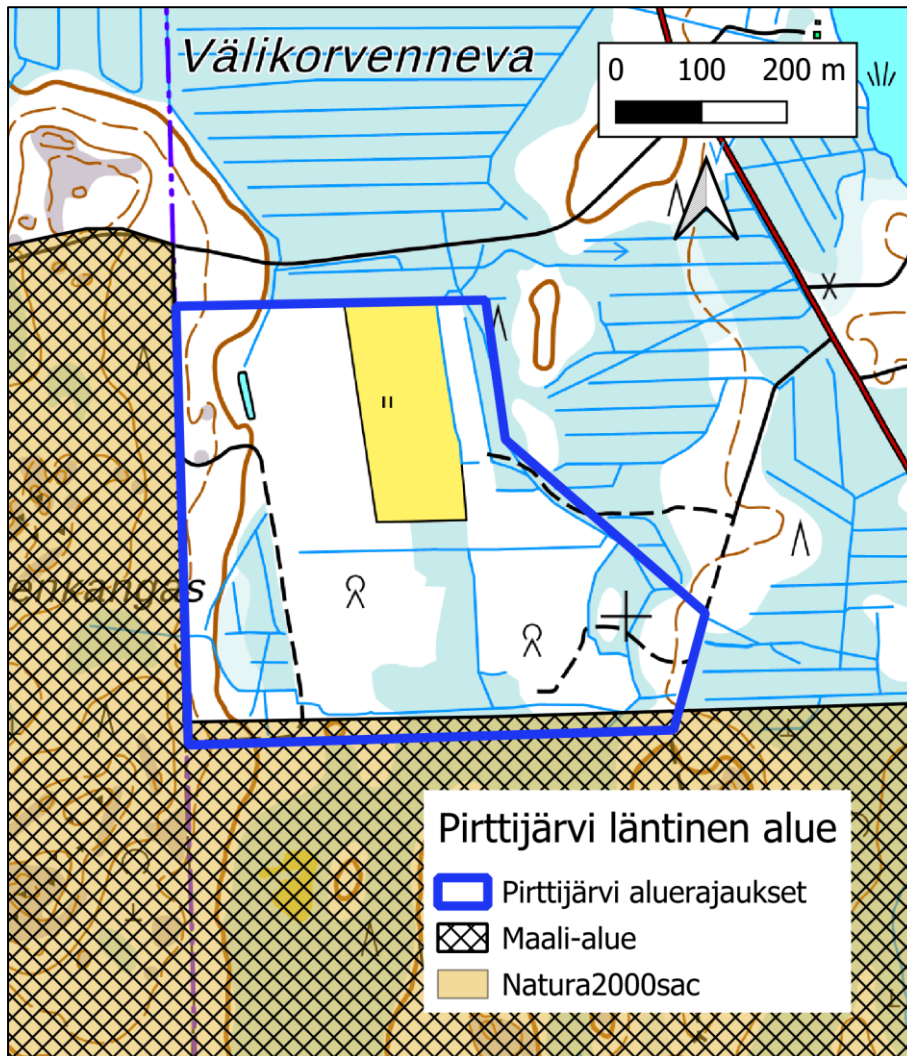 Välikorvenneva
0 100 200 m
enkangas
Pirttijärvi läntinen alue
Pirttijärvi aluerajaukset
Maali-alue
Natura2000sac